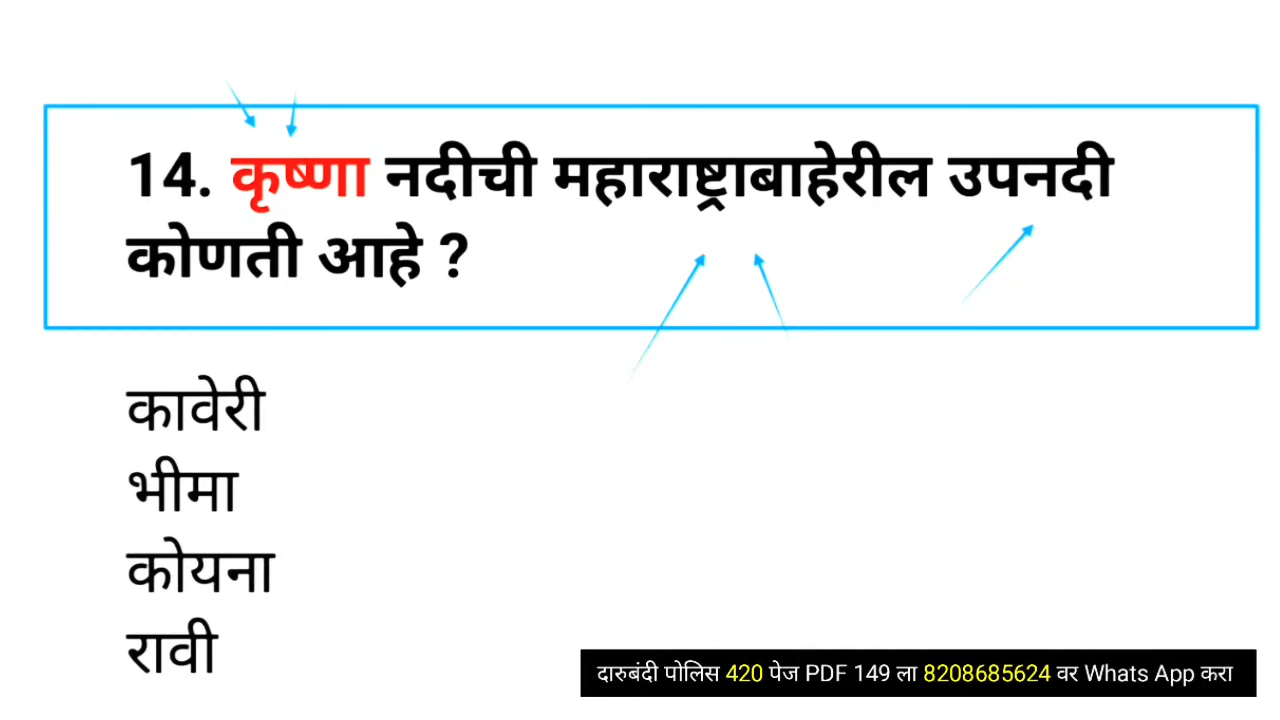 14. कृष्णा नदीची महाराष्ट्राबाहेरील उपनदी
कोणती आहे ?
कावेरी
भीमा
कोयना
रावी
दारुबंदी पोलिस 420 पेज PDF 149 ला 8208685624 वर Whats App करा